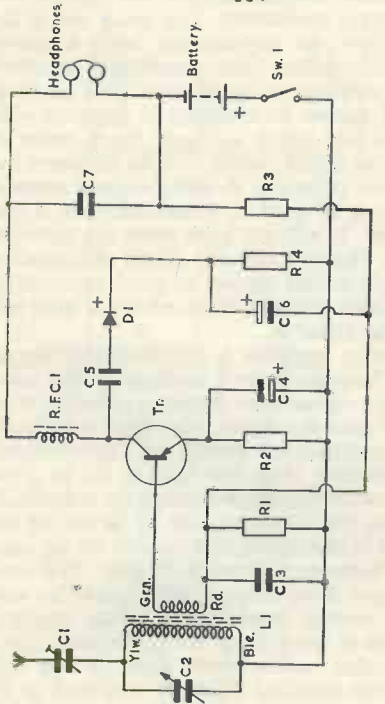 Headphones.
R.F.C.1
C7
C1
Battery.
+
D1
C5
Tr.
+
Sw.1
Ylw.
Grn.
C2
Rd.
Ble.
L1
C3
R1
R2
C4
+
C6
+
R4
R3